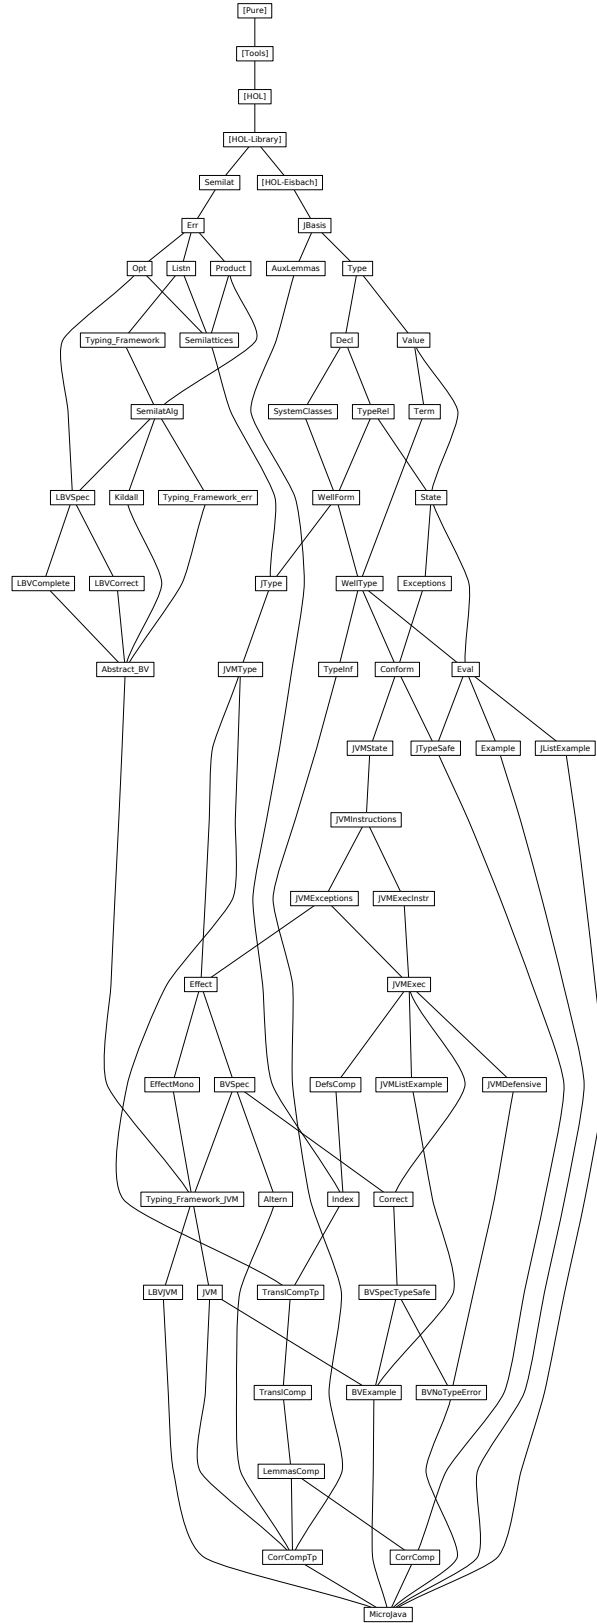 [Pure]
[Tools]
[HOL]
[HOL-Library]
Semilat
[HOL-Eisbach]
Err
JBasis
Opt
Listn
Product
AuxLemmas
Type
Typing_Framework
Semilattices
Decl
Value
SemilatAlg
SystemClasses
TypeRel
Term
LBVSpec
Kildall
Typing_Framework_err
WellForm
State
LBVComplete
LBVCorrect
JType
WellType
Exceptions
Abstract_BV
JVMType
TypeInf
Conform
Eval
JVMState
JTypeSafe
Example
JListExample
JVMInstructions
JVMExceptions
JVMExecInstr
Effect
JVMExec
EffectMono
BVSpec
DefsComp
JVMListExample
JVMDefensive
Typing_Framework_JVM
Altern
Index
Correct
LBVJVM
JVM
TranslCompTp
BVSpecTypeSafe
TranslComp
BVExample
BVNoTypeError
LemmasComp
CorrCompTp
CorrComp
MicroJava